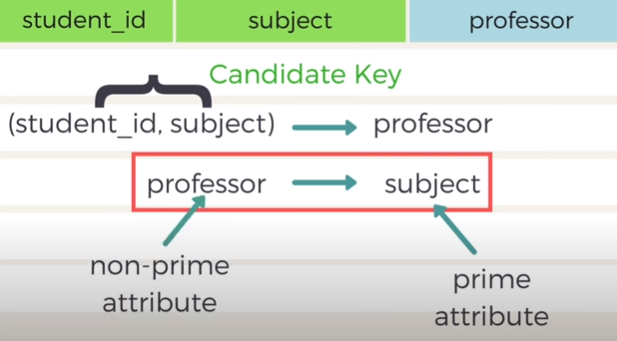 student_id subject professor
Candidate Key
(student_id, subject) professor
professor subject
non-prime
attribute
prime
attribute